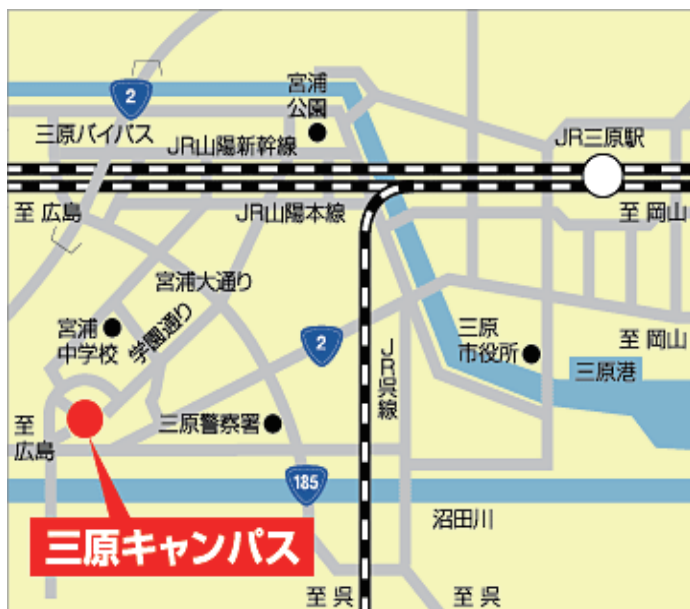 宮浦
公園
2
三原バイパス
JR山陽新幹線
JR三原駅
至 広島
JR山陽本線
至 岡山
宮浦大通り
宮浦
中学校
学園通り
2
JR呉線
三原
市役所
至 岡山
三原港
至
広島
三原警察署
185
沼田川
三原キャンパス
至 呉
至 呉